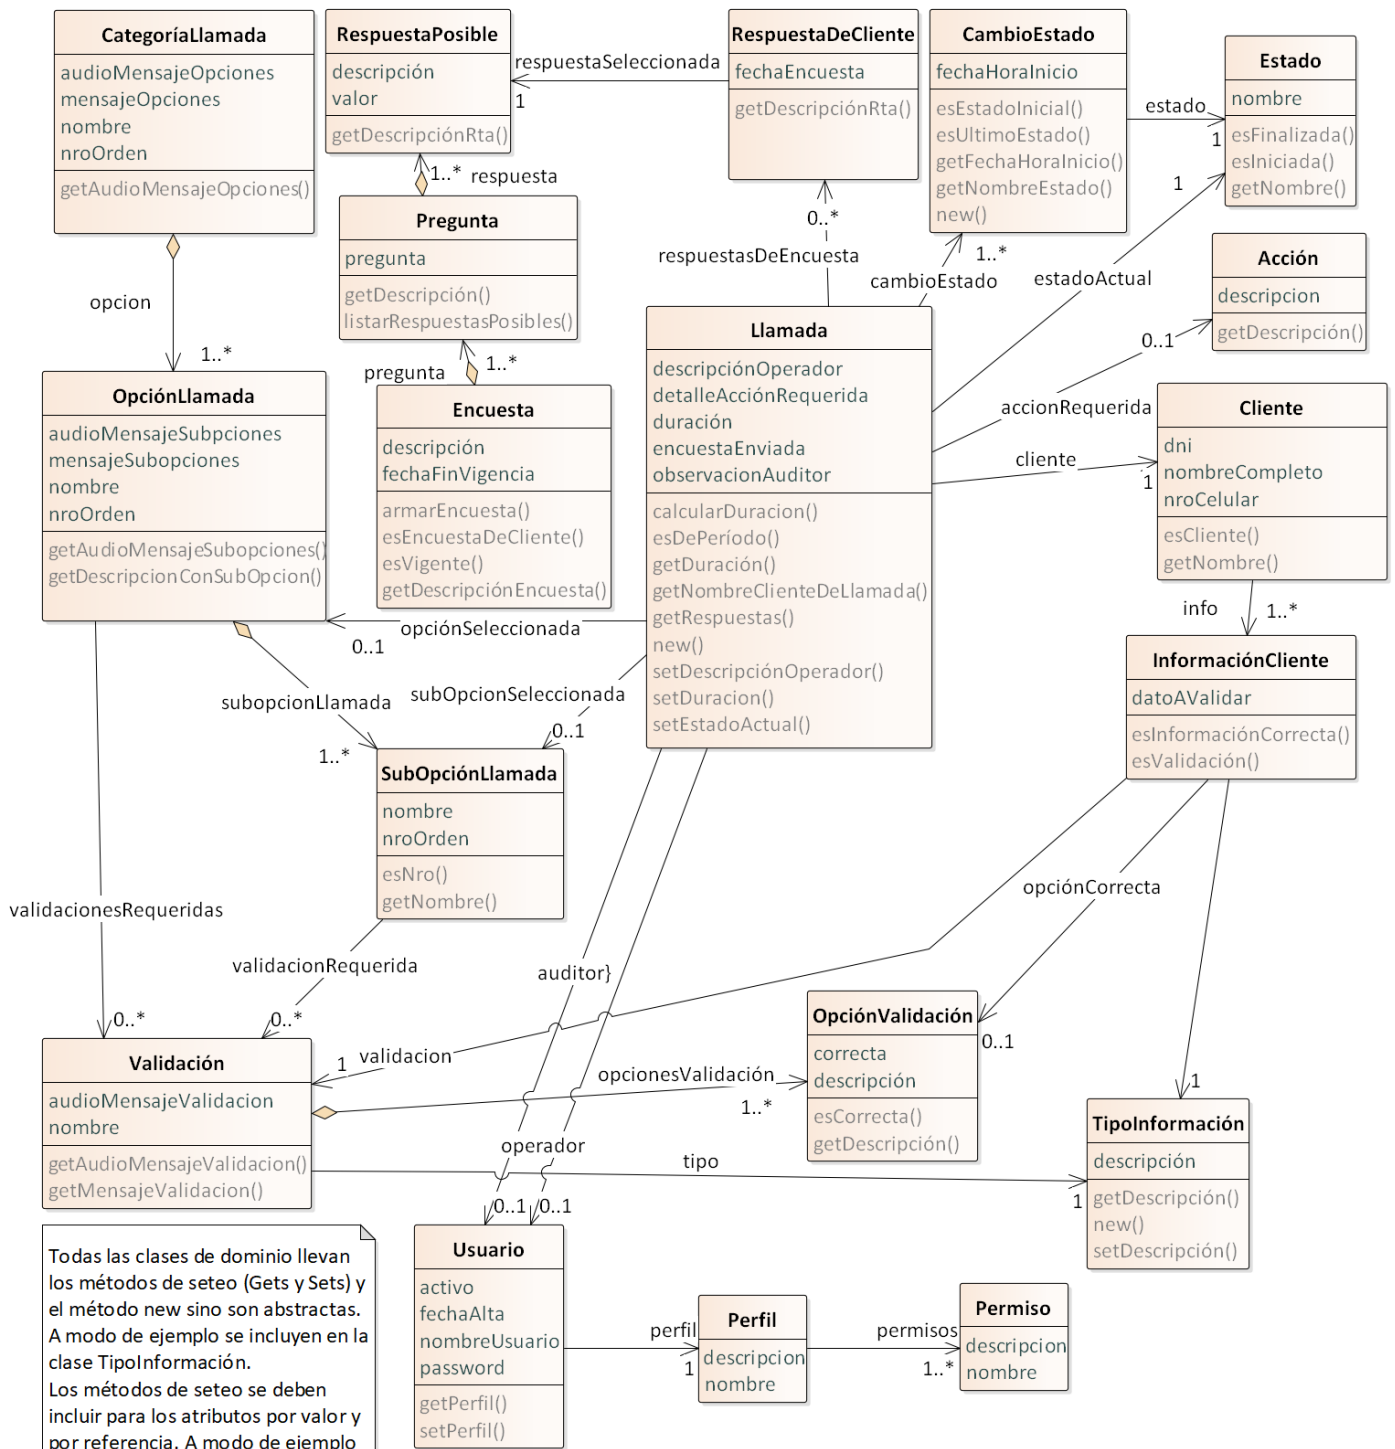 CategoríaLlamada
audioMensajeOpciones
mensajeOpciones
nombre
nroOrden
getAudioMensajeOpciones()
RespuestaPosible
descripción
valor
getDescripciónRta()
respuestaSeleccionada
1
RespuestaDeCliente
fechaEncuesta
getDescripciónRta()
CambioEstado
fechaHoraInicio
esEstadoInicial()
esUltimoEstado()
getFechaHoraInicio()
getNombreEstado()
new()
estado
1
Estado
nombre
esFinalizada()
esIniciada()
getNombre()
1..*
respuesta
Pregunta
pregunta
getDescripción()
listarRespuestasPosibles()
0..*
respuestasDeEncuesta
1..*
cambioEstado
1
estadoActual
Acción
descripcion
getDescripción()
0..1
accionRequerida
opcion
1..*
pregunta
1..*
Encuesta
descripción
fechaFinVigencia
armarEncuesta()
esEncuestaDeCliente()
esVigente()
getDescripciónEncuesta()
Llamada
descripciónOperador
detalleAcciónRequerida
duración
encuestaEnviada
observacionAuditor
calcularDuracion()
esDePeríodo()
getDuración()
getNombreClienteDeLlamada()
getRespuestas()
new()
setDescripciónOperador()
setDuracion()
setEstadoActual()
cliente
1
Cliente
dni
nombreCompleto
nroCelular
esCliente()
getNombre()
OpciónLlamada
audioMensajeSubpciones
mensajeSubopciones
nombre
nroOrden
getAudioMensajeSubopciones()
getDescripcionConSubOpcion()
opciónSeleccionada
0..1
info
1..*
InformaciónCliente
datoAValidar
esInformaciónCorrecta()
esValidación()
subopcionLlamada
1..*
subOpcionSeleccionada
0..1
SubOpciónLlamada
nombre
nroOrden
esNro()
getNombre()
validacionesRequeridas
0..*
validacionRequerida
0..*
auditor}
0..1
operador
0..1
opciónCorrecta
0..1
validacion
1
1
Validación
audioMensajeValidacion
nombre
getAudioMensajeValidacion()
getMensajeValidacion()
opcionesValidación
1..*
OpciónValidación
correcta
descripción
esCorrecta()
getDescripción()
tipo
1
TipoInformación
descripción
getDescripción()
new()
setDescripción()
Todas las clases de dominio llevan
los métodos de seteo (Gets y Sets) y
el método new sino son abstractas.
A modo de ejemplo se incluyen en la
clase TipoInformación.
Los métodos de seteo se deben
incluir para los atributos por valor y
por referencia. A modo de ejemplo
Usuario
activo
fechaAlta
nombreUsuario
password
getPerfil()
setPerfil()
perfil
1
Perfil
descripcion
nombre
permisos
1..*
Permiso
descripcion
nombre